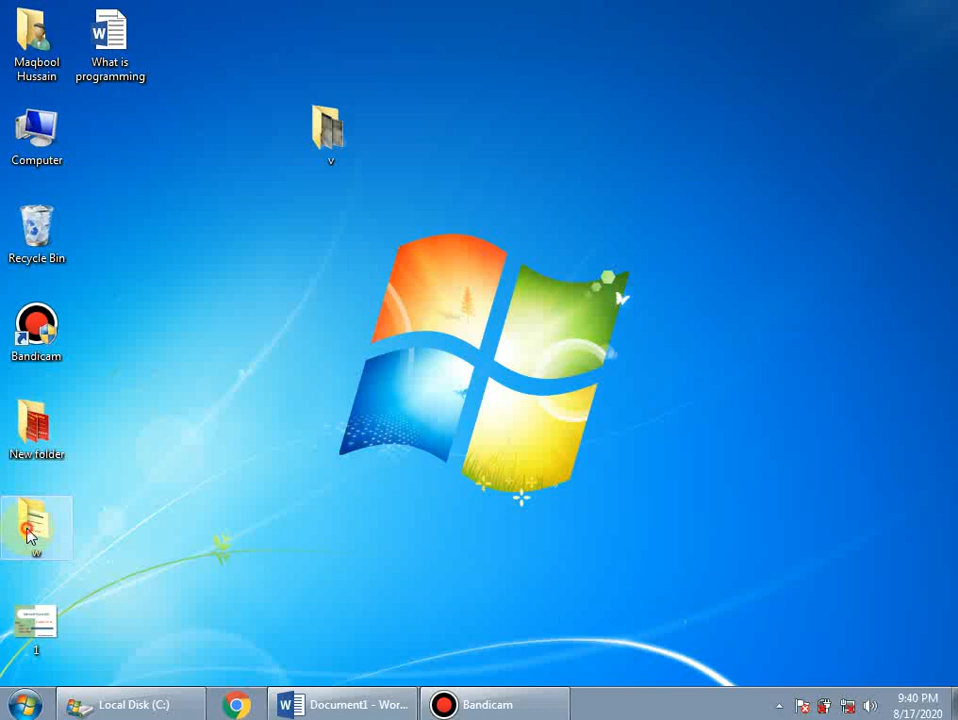 Maqbool
Hussain
What is
programming
Computer
v
Recycle Bin
Bandicam
New folder
w
1
Local Disk (C:)
Document1 - Wor...
Bandicam
9:40 PM
8/17/2020